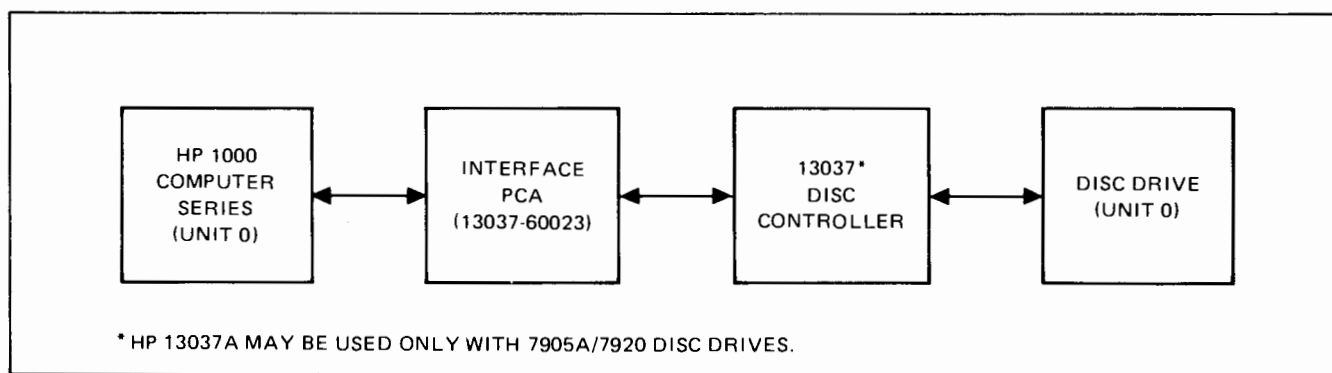 HP 1000
COMPUTER
SERIES
(UNIT 0)
INTERFACE
PCA
(13037-60023)
13037*
DISC
CONTROLLER
DISC DRIVE
(UNIT 0)
* HP 13037A MAY BE USED ONLY WITH 7905A/7920 DISC DRIVES.